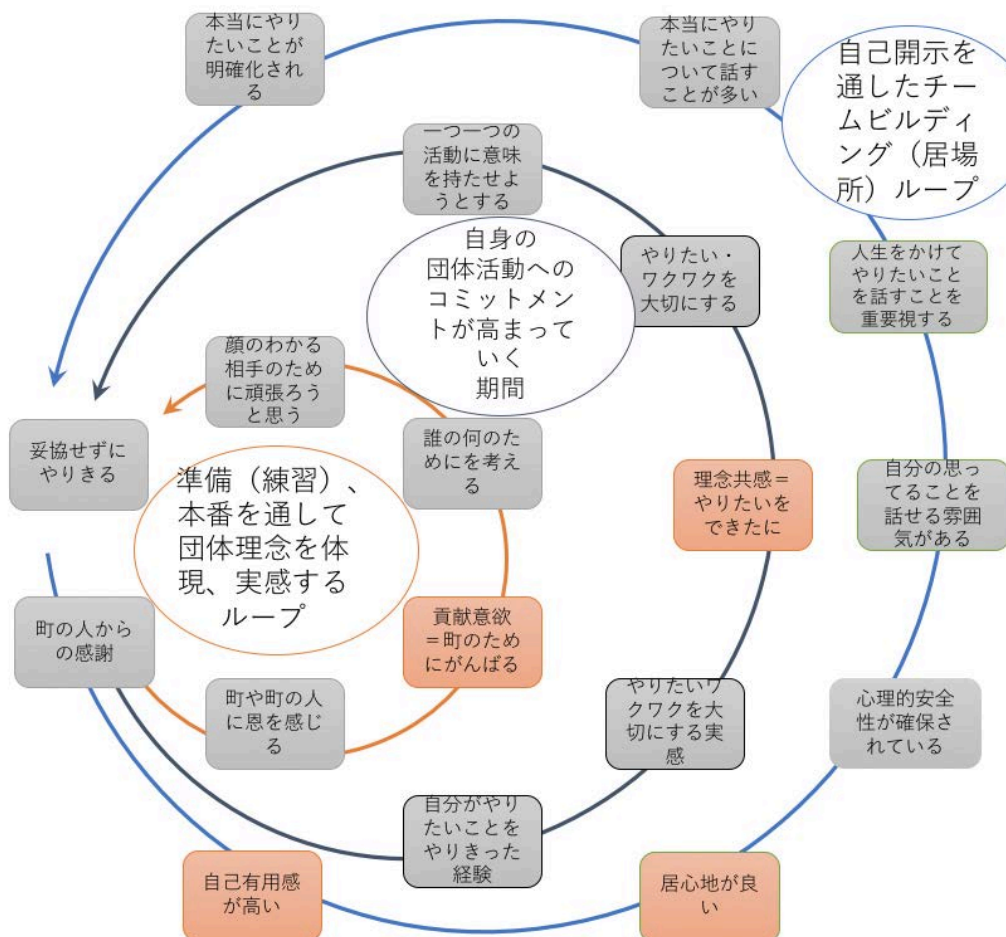 本当にやり
たいことが
明確化され
る
本当にやり
たいことに
ついて話す
ことが多い
自己開示を
通したチー
ムビルディ
ング（居場
所）ループ
一つ一つの
活動に意味
を持たせよ
うとする
自身の
団体活動への
コミットメン
トが高まって
いく
期間
やりたい・
ワクワクを
大切にする
人生をかけて
やりたいこと
を話すことを
重要視する
顔のわかる
相手のため
に頑張ろう
と思う
妥協せずに
やりきる
誰の何のた
めにを考え
る
準備（練習）、
本番を通して
団体理念を体
現、実感する
ループ
理念共感＝
やりたいを
できたに
自分の思っ
てることを
話せる雰囲
気がある
町の人から
の感謝
貢献意欲
＝町のため
にがんばる
町や町の人
に恩を感じ
る
やりたいワ
クワクを大
切にする実
感
心理的安全
性が確保さ
れている
自分がやり
たいことを
やりきった
経験
自己有用感
が高い
居心地が良
い